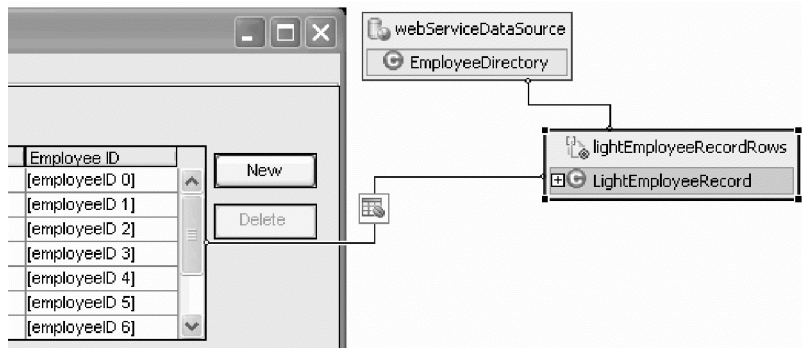 webServiceDataSource
EmployeeDirectory
lightEmployeeRecordRows
LightEmployeeRecord
Employee ID
[employeeID 0]
[employeeID 1]
[employeeID 2]
[employeeID 3]
[employeeID 4]
[employeeID 5]
[employeeID 6]
New
Delete